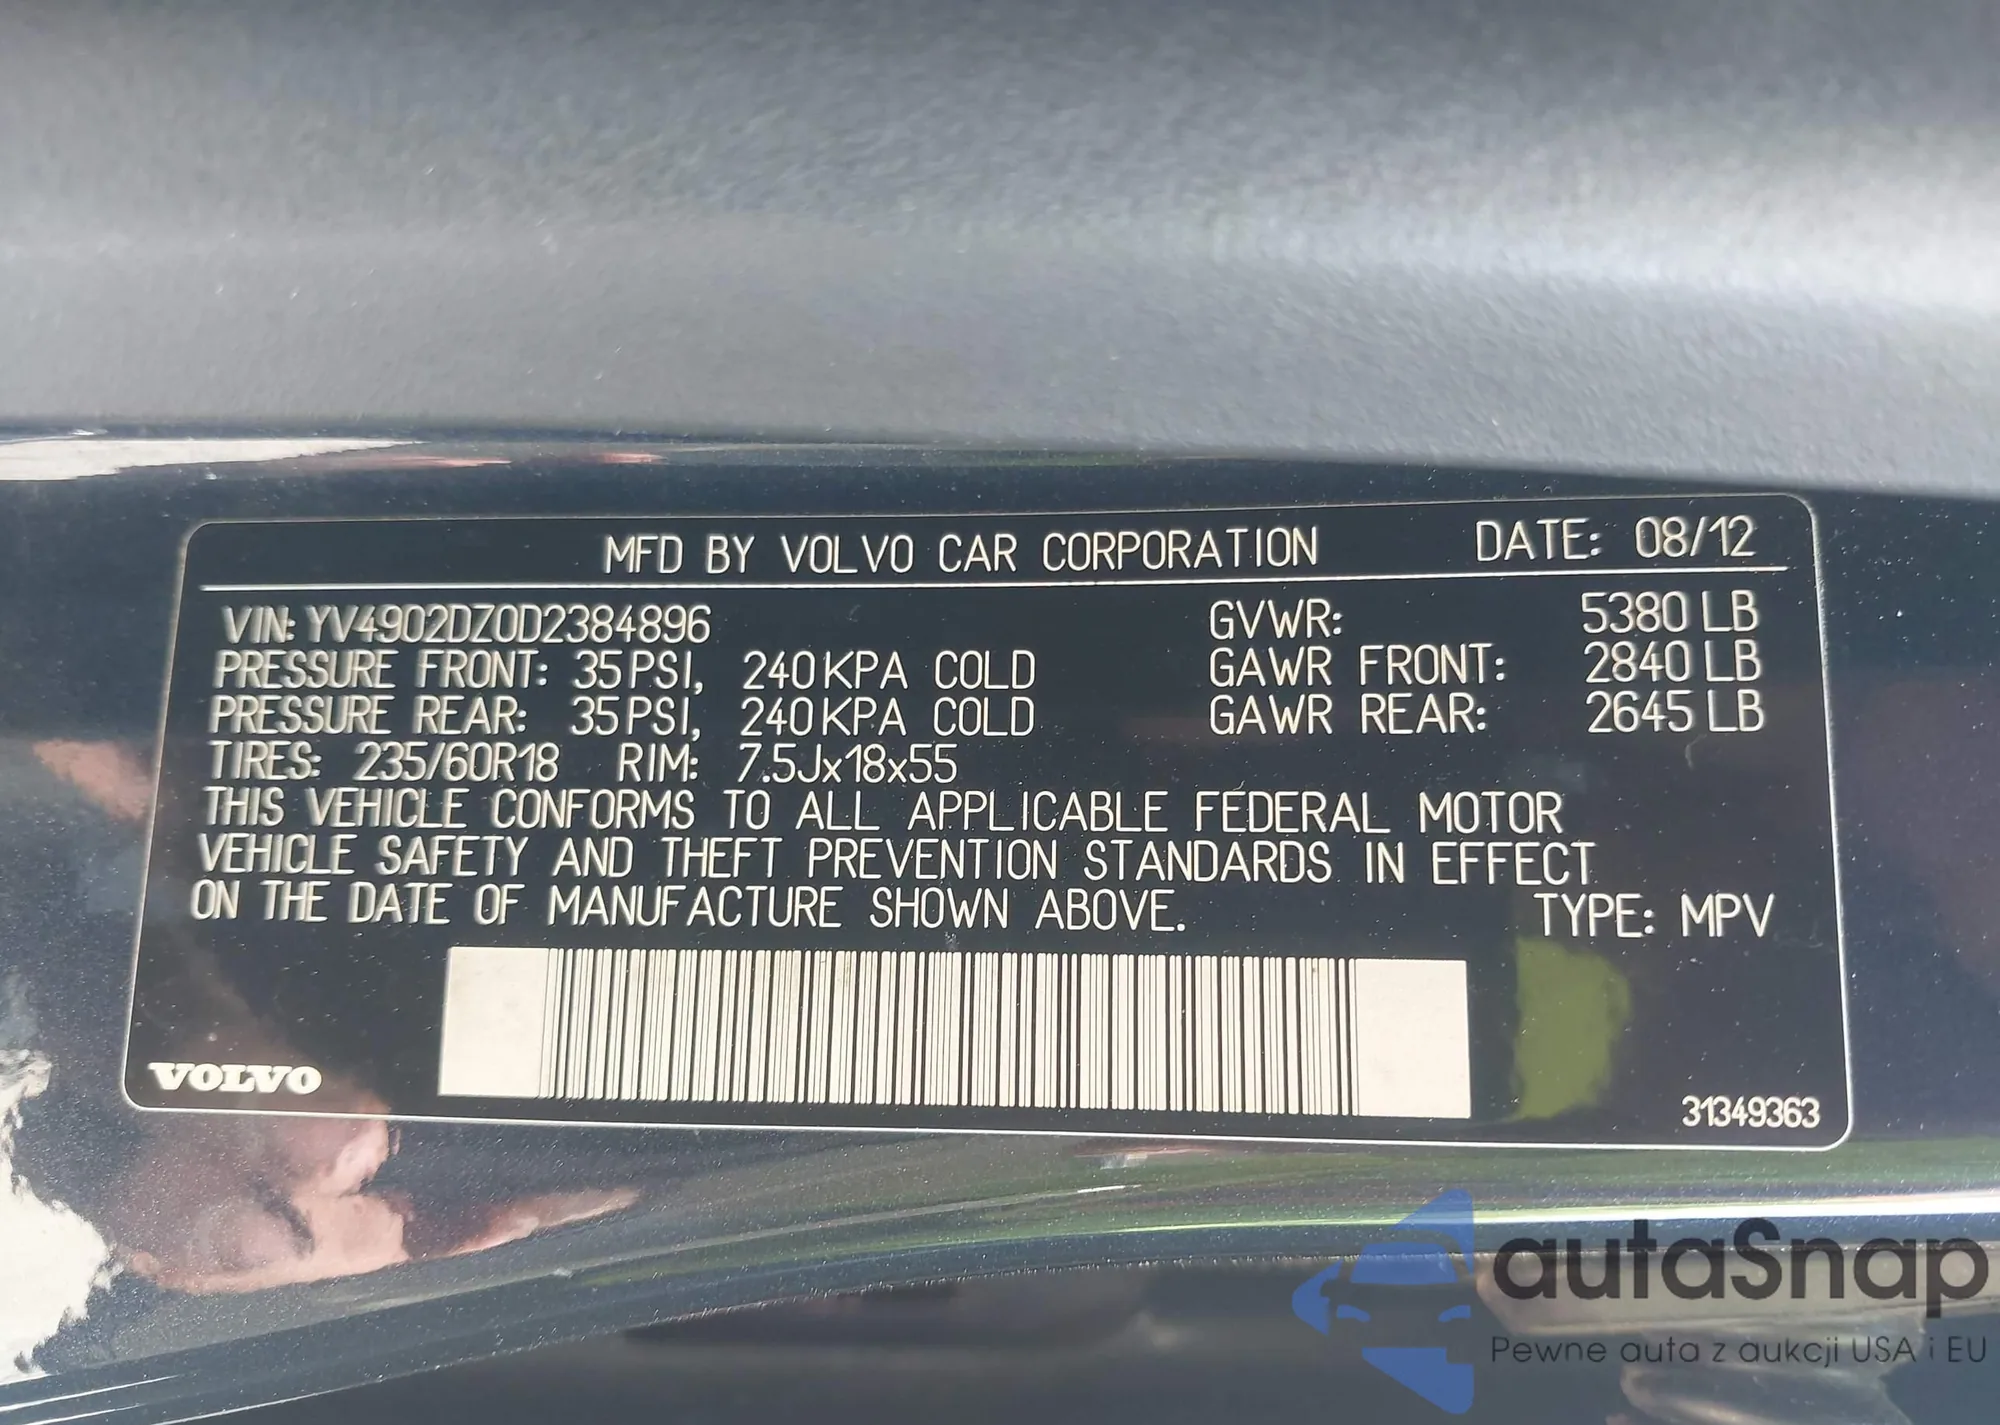 MFD BY VOLVO CAR CORPORATION DATE: 08/12
VIN: YV4902DZ0D2384896 GVWR: 5380 LB
PRESSURE FRONT: 35PSI, 240KPA COLD GAWR FRONT: 2840 LB
PRESSURE REAR: 35PSI, 240KPA COLD GAWR REAR: 2645 LB
TIRES: 235/60R18 RIM: 7.5Jx18x55
THIS VEHICLE CONFORMS TO ALL APPLICABLE FEDERAL MOTOR
VEHICLE SAFETY AND THEFT PREVENTION STANDARDS IN EFFECT
ON THE DATE OF MANUFACTURE SHOWN ABOVE. TYPE: MPV
VOLVO
31349363
autaSnap
Pewne auta z aukcji USA i EU